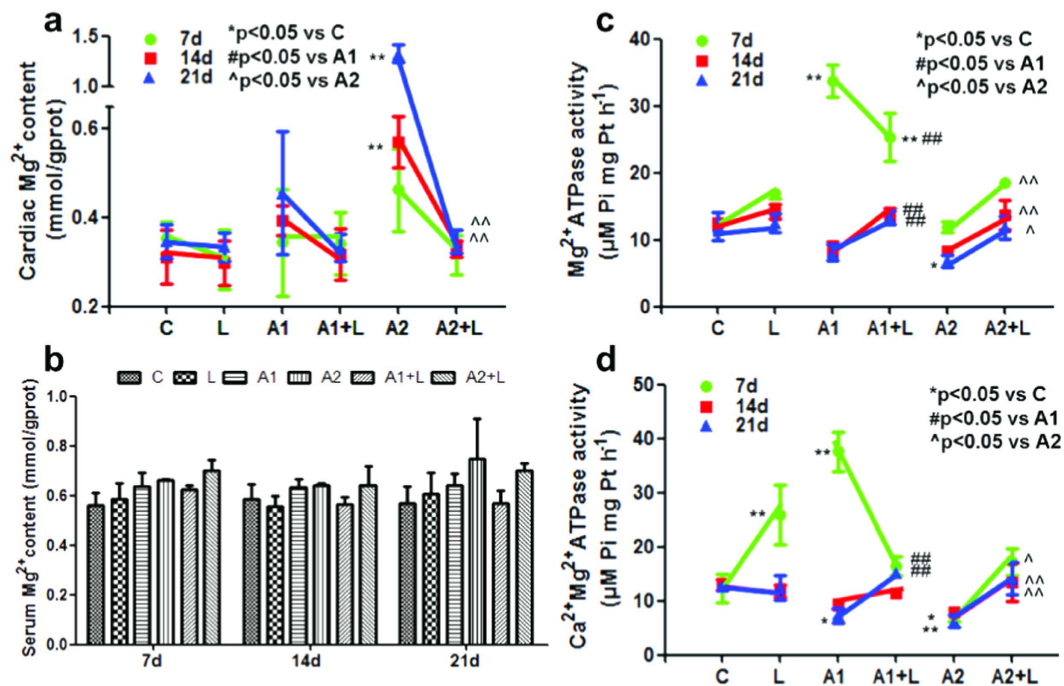 a
7d
14d
21d
*p<0.05 vs C
#p<0.05 vs A1
^p<0.05 vs A2
Cardiac Mg²⁺ content
(mmol/gprot)
1.5
1.0
0.6
0.4
0.2
**
**
^^
^^
C L A1 A1+L A2 A2+L
b
C L A1 A2 A1+L A2+L
Serum Mg²⁺ content (mmol/gprot)
1.0
0.8
0.6
0.4
0.2
0.0
7d 14d 21d
c
7d
14d
21d
*p<0.05 vs C
#p<0.05 vs A1
^p<0.05 vs A2
Mg²⁺ATPase activity
(µM Pi mg Pt h⁻¹)
40
30
20
10
0
**
** ##
##
##
*
^^
^^
^
C L A1 A1+L A2 A2+L
d
7d
14d
21d
*p<0.05 vs C
#p<0.05 vs A1
^p<0.05 vs A2
Ca²⁺Mg²⁺ATPase activity
(µM Pi mg Pt h⁻¹)
50
40
30
20
10
0
**
**
##
##
*
*
**
^
^^
^^
C L A1 A1+L A2 A2+L